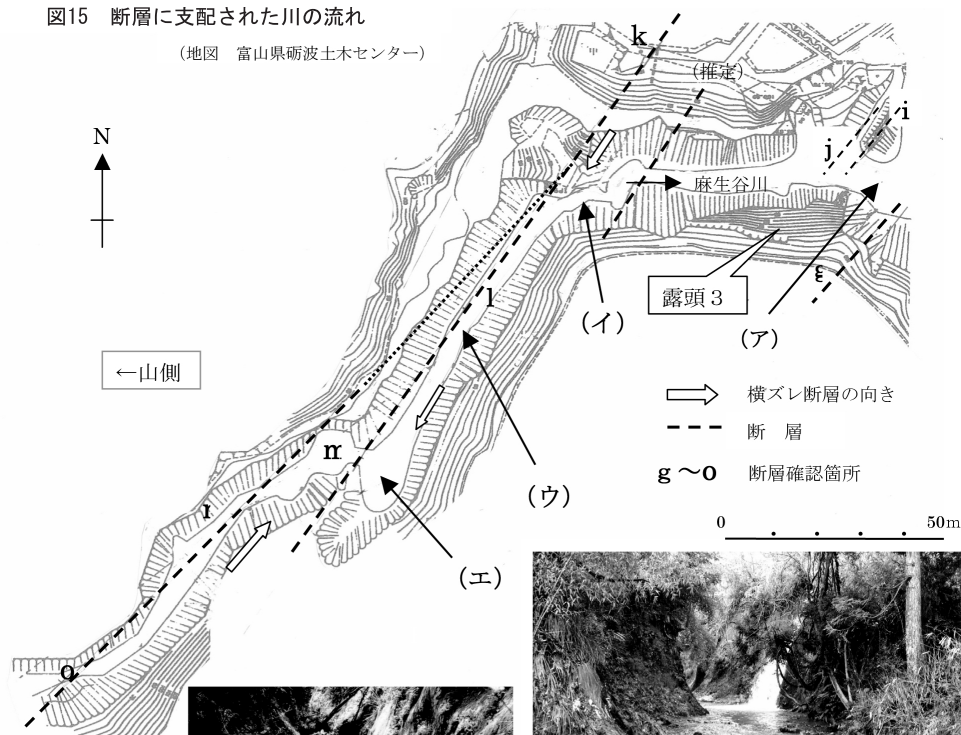 図15 断層に支配された川の流れ
（地図 富山県砺波土木センター）
k
（推定）
i
j
N
麻生谷川
g
露頭３
（イ）
（ア）
l
←山側
横ズレ断層の向き
断 層
g ～o 断層確認箇所
m
（ウ）
（エ）
0 50m
o